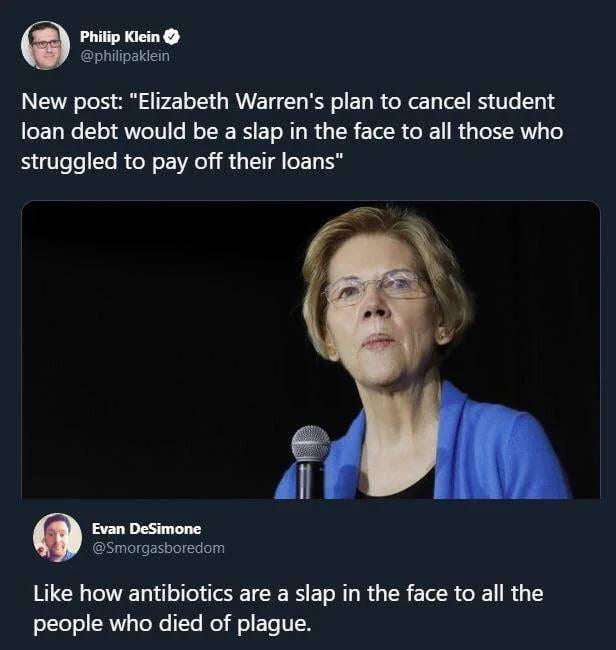 Philip Klein
@philipaklein
New post: "Elizabeth Warren's plan to cancel student
loan debt would be a slap in the face to all those who
struggled to pay off their loans"
Evan DeSimone
@Smorgasboredom
Like how antibiotics are a slap in the face to all the
people who died of plague.